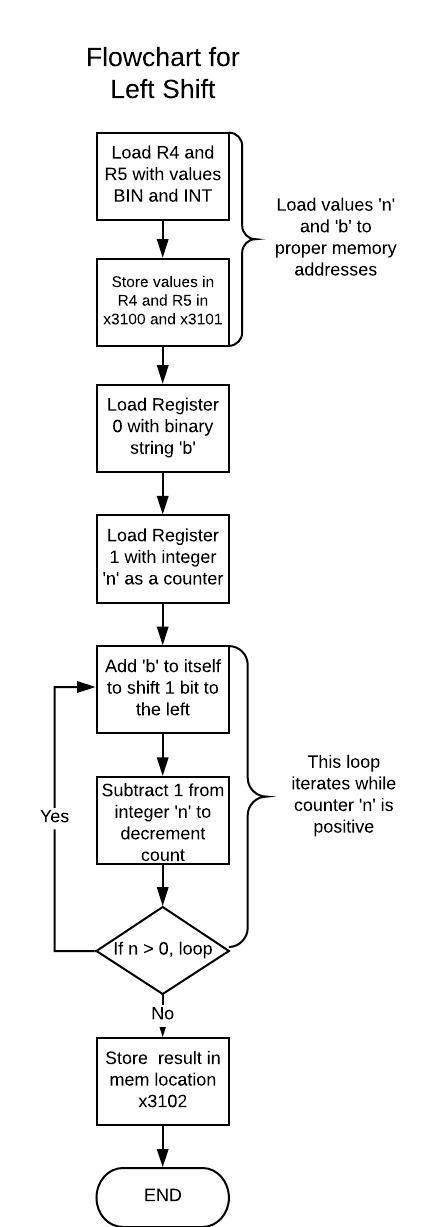 Flowchart for
Left Shift
Load R4 and
R5 with values
BIN and INT
Load values 'n'
and 'b' to
proper memory
addresses
Store values in
R4 and R5 in
x3100 and x3101
Load Register
0 with binary
string 'b'
Load Register
1 with integer
'n' as a counter
Add 'b' to itself
to shift 1 bit to
the left
This loop
iterates while
counter 'n' is
positive
Subtract 1 from
integer 'n' to
decrement
count
Yes
If n > 0, loop
No
Store result in
mem location
x3102
END